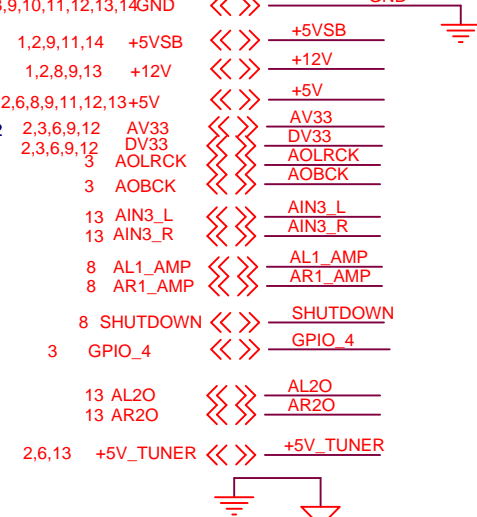 ,9,10,11,12,13,14GND GND
1,2,9,11,14 +5VSB +5VSB
1,2,8,9,13 +12V +12V
2,6,8,9,11,12,13+5V +5V
2,3,6,9,12 AV33 AV33
2,3,6,9,12 DV33 DV33
3 AOLRCK AOLRCK
3 AOBCK AOBCK
13 AIN3_L AIN3_L
13 AIN3_R AIN3_R
8 AL1_AMP AL1_AMP
8 AR1_AMP AR1_AMP
8 SHUTDOWN SHUTDOWN
3 GPIO_4 GPIO_4
13 AL2O AL2O
13 AR2O AR2O
2,6,13 +5V_TUNER +5V_TUNER